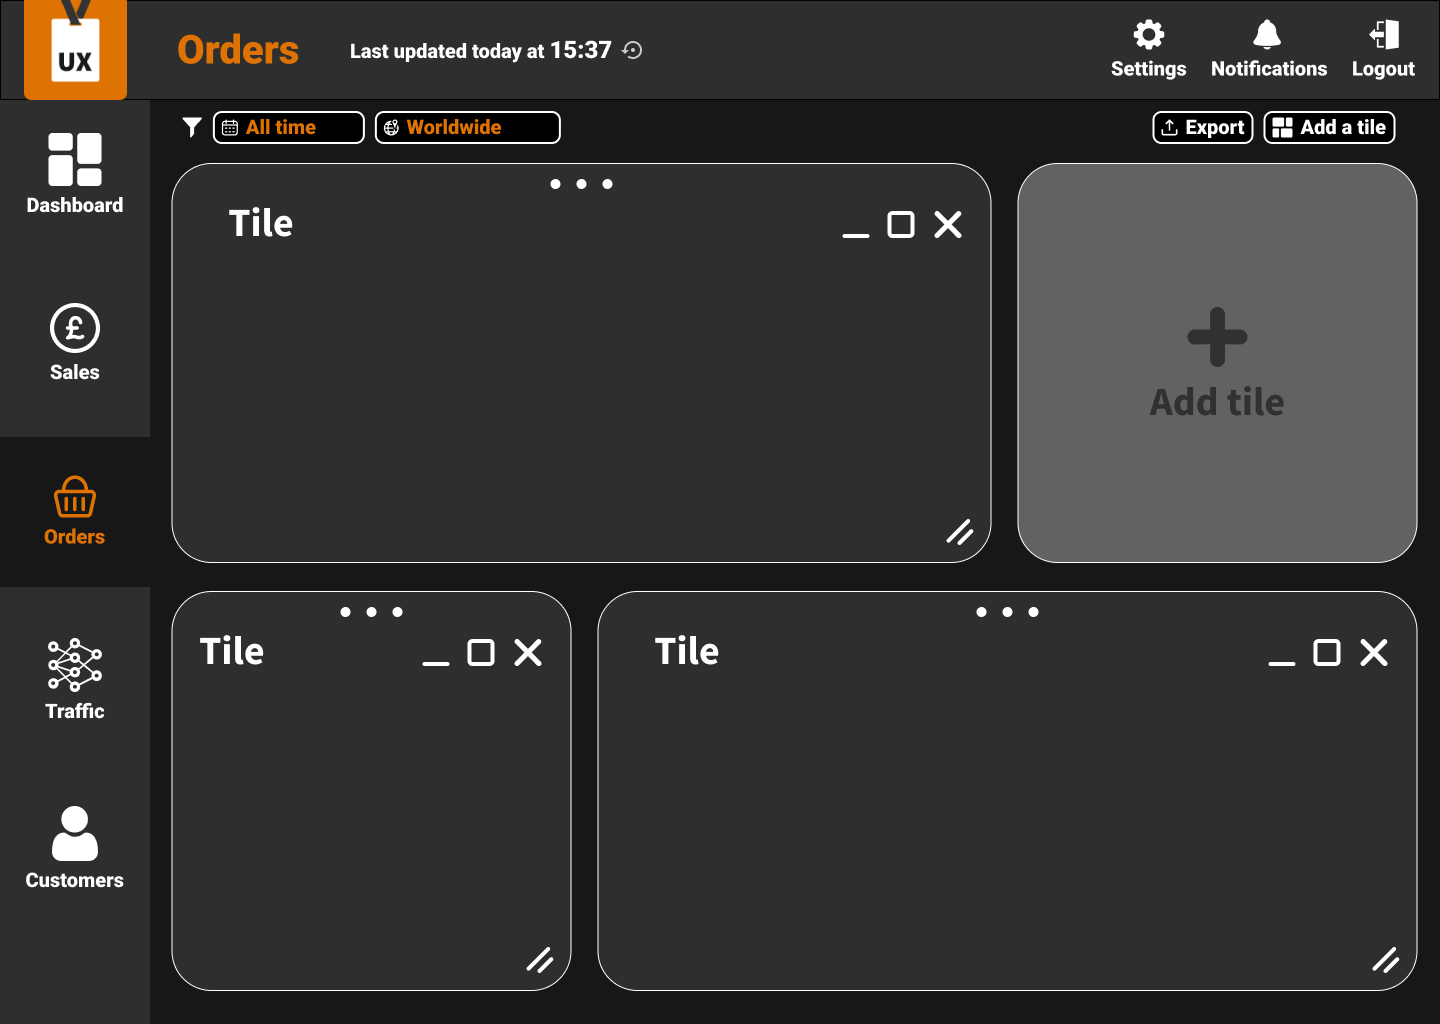 UX
Orders
Last updated today at 15:37
Settings
Notifications
Logout
All time
Worldwide
Export
Add a tile
Dashboard
Sales
Orders
Traffic
Customers
Tile
Add tile
Tile
Tile